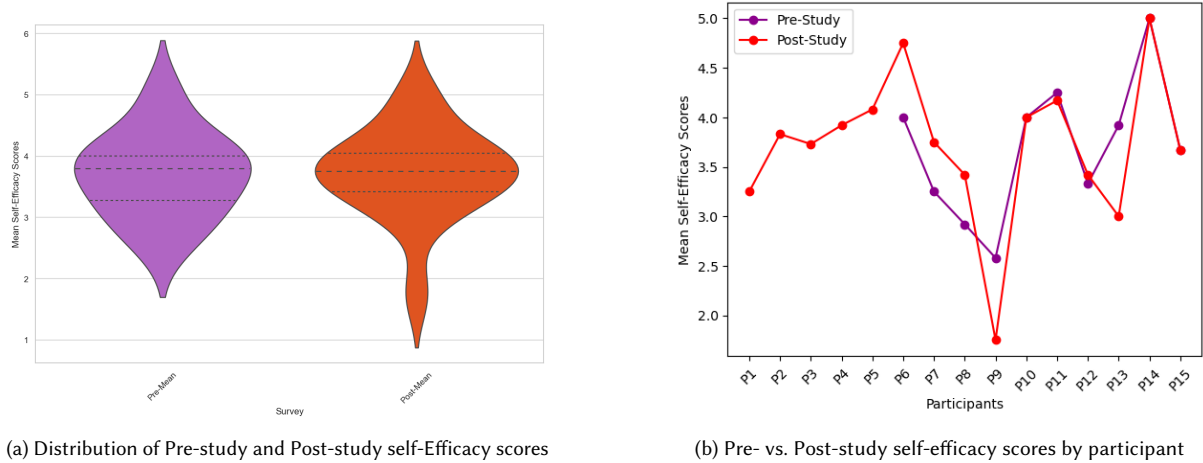 6
5
4
3
2
1
Mean Self-Efficacy Scores
Pre-Mean
Post-Mean
Survey
(a) Distribution of Pre-study and Post-study self-Efficacy scores
Pre-Study
Post-Study
5.0
4.5
4.0
3.5
3.0
2.5
2.0
Mean Self-Efficacy Scores
P1
P2
P3
P4
P5
P6
P7
P8
P9
P10
P11
P12
P13
P14
P15
Participants
(b) Pre- vs. Post-study self-efficacy scores by participant